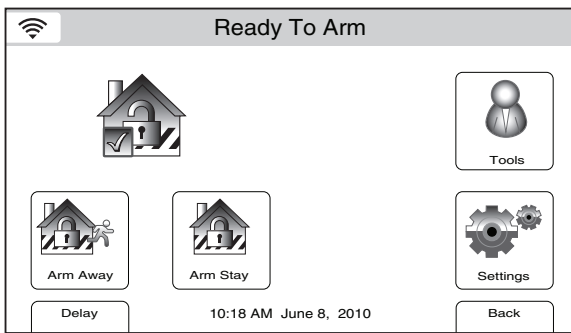 Ready To Arm
Tools
Arm Away
Arm Stay
Settings
Delay
10:18 AM June 8, 2010
Back